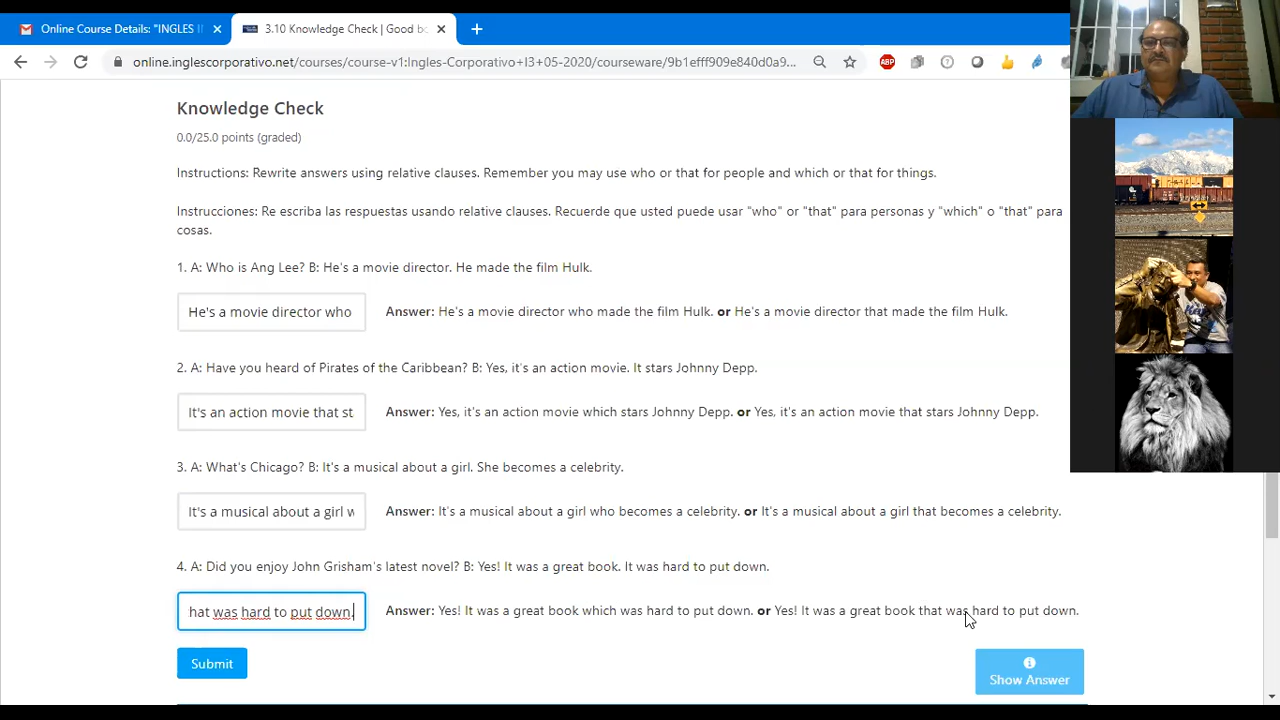 Online Course Details: "INGLES I
3.10 Knowledge Check | Good bo
online.inglescorporativo.net/courses/course-v1:Ingles-Corporativo+
05-2020/courseware/9b1efff909e840d0a9...
ABP
Knowledge Check
0.0/25.0 points (graded)
Instructions: Rewrite answers using relative clauses. Remember you may use who or that for people and which or that for things.
Instrucciones: Re escriba las respuestas usando relative clauses. Recuerde que usted puede usar "who" or "that" para personas y "which" o "that" para
cosas.
1. A: Who is Ang Lee? B: He's a movie director. He made the film Hulk.
He's a movie director who
Answer: He's a movie director who made the film Hulk. or He's a movie director that made the film Hulk.
2. A: Have you heard of Pirates of the Caribbean? B: Yes, it's an action movie. It stars Johnny Depp.
It's an action movie that st
Answer: Yes, it's an action movie which stars Johnny Depp. or Yes, it's an action movie that stars Johnny Depp.
3. A: What's Chicago? B: It's a musical about a girl. She becomes a celebrity.
It's a musical about a girl w
Answer: It's a musical about a girl who becomes a celebrity. or It's a musical about a girl that becomes a celebrity.
4. A: Did you enjoy John Grisham's latest novel? B: Yes! It was a great book. It was hard to put down.
hat was hard to put down.
Answer: Yes! It was a great book which was hard to put down. or Yes! It was a great book that was hard to put down.
Submit
Show Answer